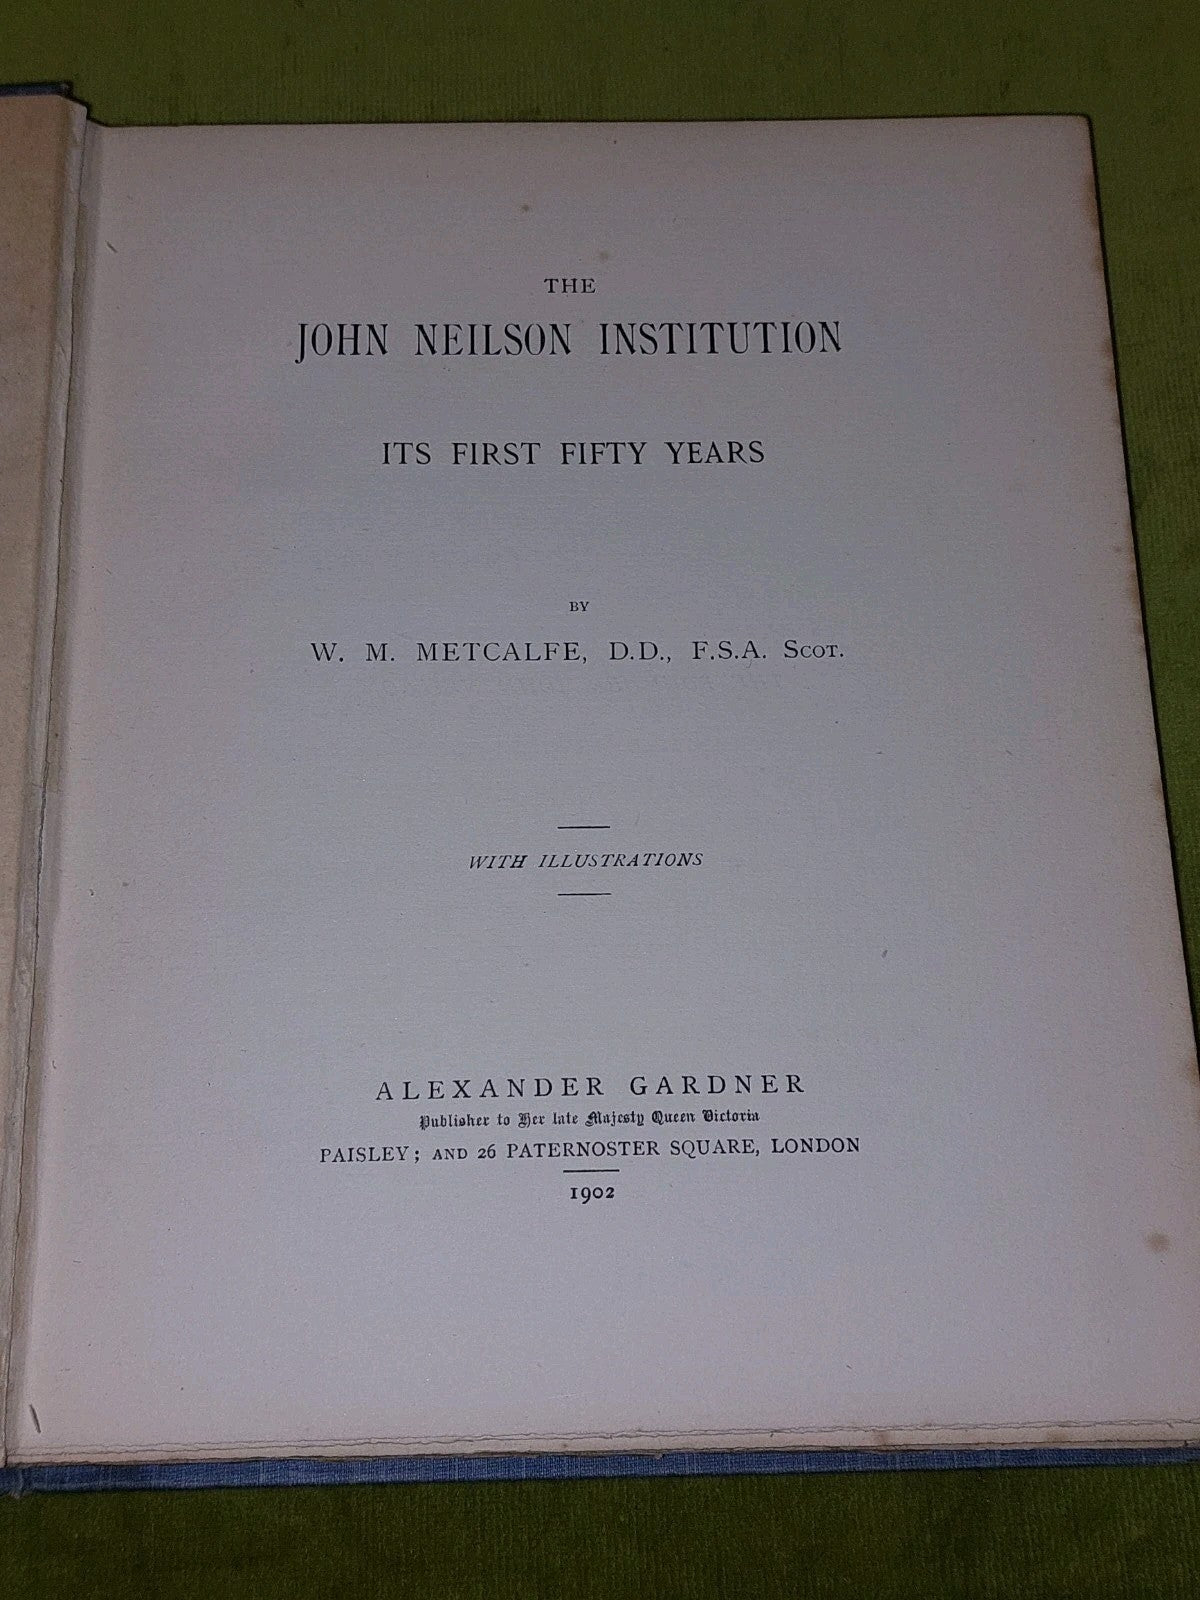 THE
JOHN NEILSON INSTITUTION
ITS FIRST FIFTY YEARS
BY
W. M. METCALFE, D.D., F.S.A. SCOT.
WITH ILLUSTRATIONS
ALEXANDER GARDNER
Publisher to Her late Majesty Queen Victoria
PAISLEY; AND 26 PATERNOSTER SQUARE, LONDON
1902